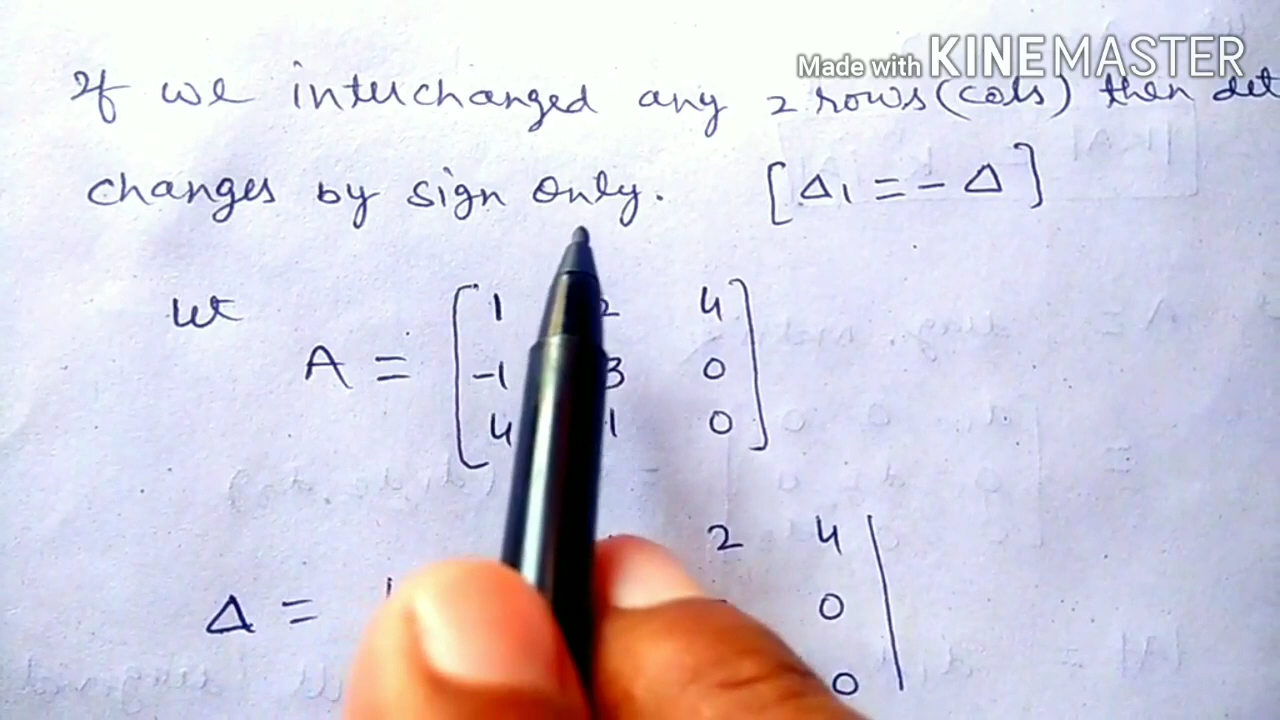 Made with KINEMASTER
If we interchanged any 2 rows (cols) then det
changes by sign only. [Δ1 = - Δ]
let
A = [1 2 4
-1 3 0
4 1 0]
Δ = 2 4
0
0